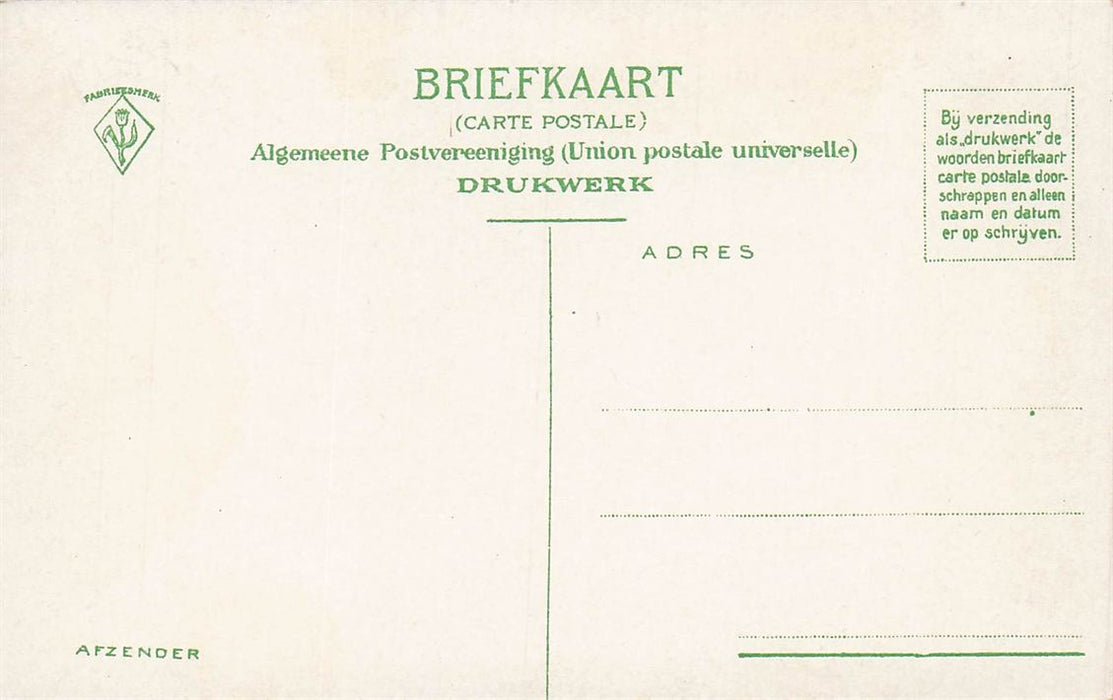 FABRIEKSMERK
BRIEFKAART
(CARTE POSTALE)
Algemeene Postvereeniging (Union postale universelle)
DRUKWERK
Bij verzending
als „drukwerk” de
woorden briefkaart
carte postale door-
schrappen en alleen
naam en datum
er op schrijven.
ADRES
AFZENDER